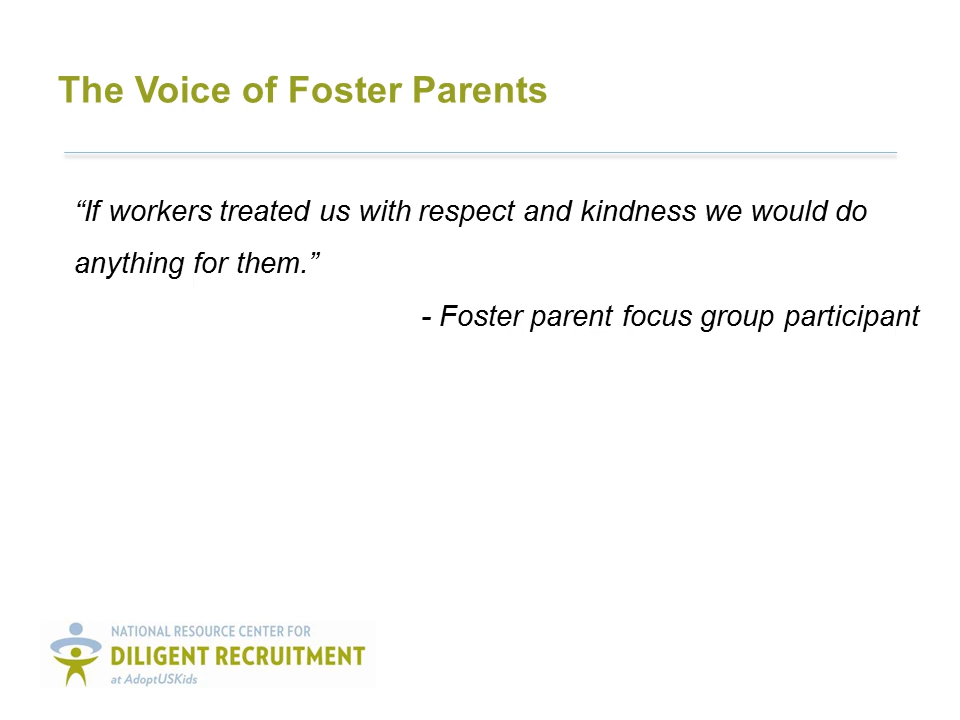 The Voice of Foster Parents
“If workers treated us with respect and kindness we would do
anything for them.”
- Foster parent focus group participant
NATIONAL RESOURCE CENTER FOR
DILIGENT RECRUITMENT
at AdoptUSKids